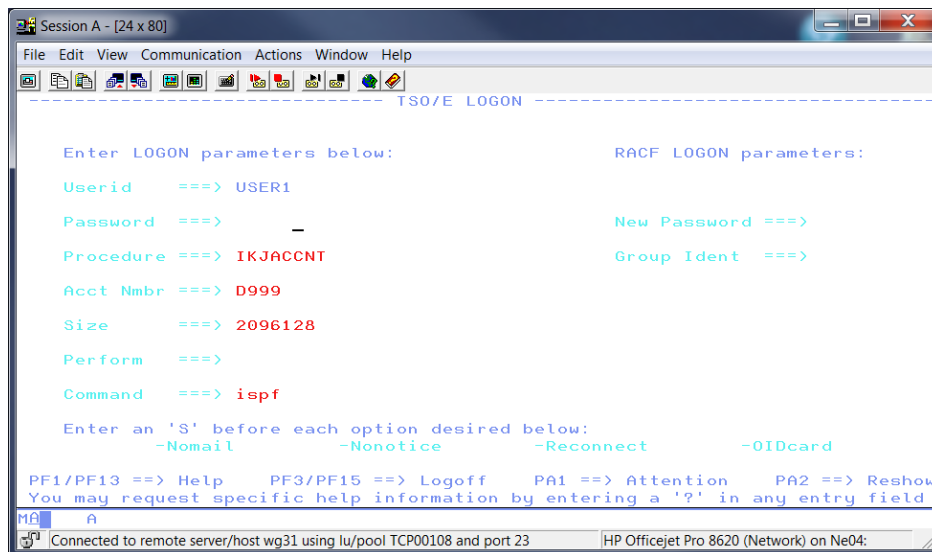 Session A - [24 x 80]
File Edit View Communication Actions Window Help
------------------------------- TSO/E LOGON -----------------------------------
Enter LOGON parameters below: RACF LOGON parameters:
Userid ===> USER1
Password ===> _ New Password ===>
Procedure ===> IKJACCNT Group Ident ===>
Acct Nmbr ===> D999
Size ===> 2096128
Perform ===>
Command ===> ispf
Enter an 'S' before each option desired below:
-Nomail -Nonotice -Reconnect -OIDcard
PF1/PF13 ==> Help PF3/PF15 ==> Logoff PA1 ==> Attention PA2 ==> Reshow
You may request specific help information by entering a '?' in any entry field
MA A
Connected to remote server/host wg31 using lu/pool TCP00108 and port 23 HP Officejet Pro 8620 (Network) on Ne04: